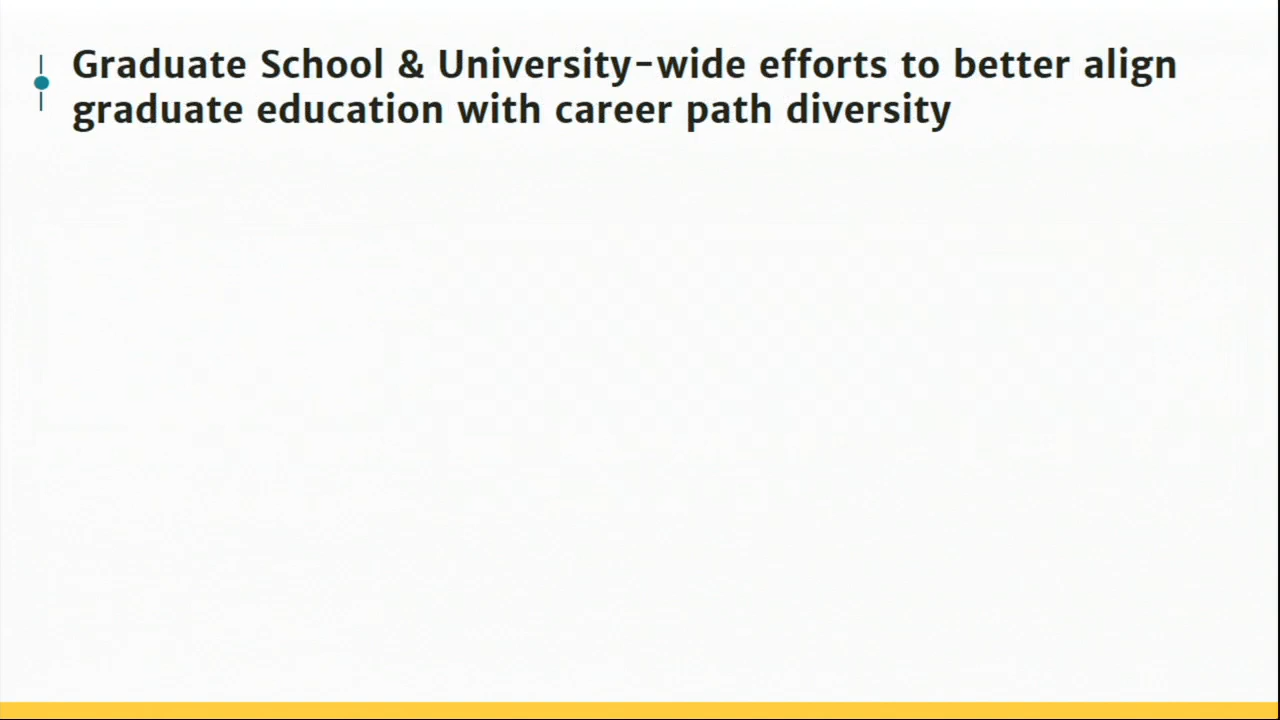 Graduate School & University-wide efforts to better align
graduate education with career path diversity